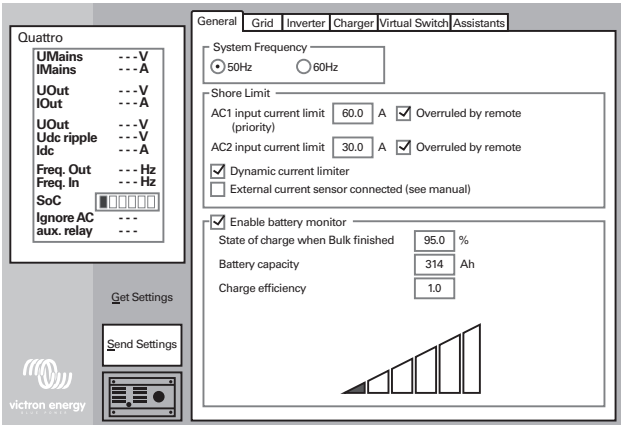 General Grid Inverter Charger Virtual Switch Assistants
Quattro
UMains ---V
IMains ---A
UOut ---V
IOut ---A
UOut ---V
Udc ripple ---V
Idc ---A
Freq. Out --- Hz
Freq. In --- Hz
SoC
Ignore AC ---
aux. relay ---
Get Settings
Send Settings
victron energy
BLUE POWER
System Frequency
50Hz 60Hz
Shore Limit
AC1 input current limit 60.0 A Overruled by remote
(priority)
AC2 input current limit 30.0 A Overruled by remote
Dynamic current limiter
External current sensor connected (see manual)
Enable battery monitor
State of charge when Bulk finished 95.0 %
Battery capacity 314 Ah
Charge efficiency 1.0